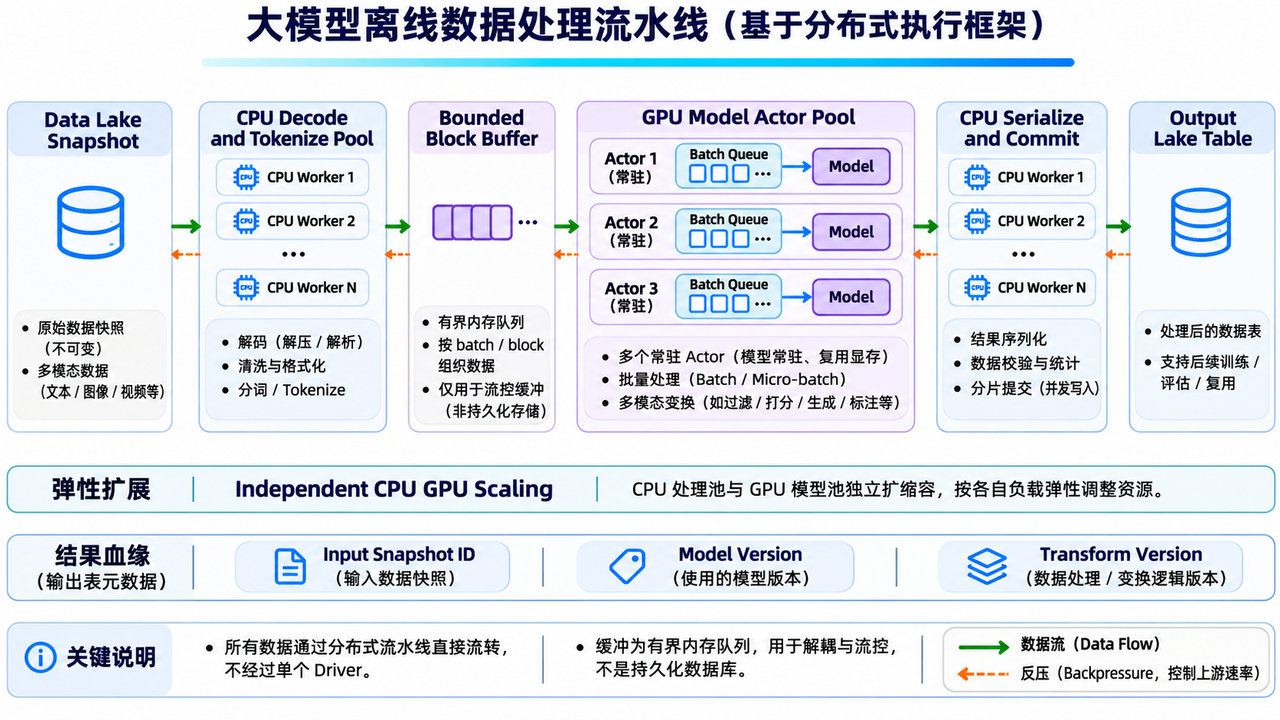 大模型离线数据处理流水线（基于分布式执行框架）
Data Lake
Snapshot
• 原始数据快照
（不可变）
• 多模态数据
（文本 / 图像 / 视频等）
CPU Decode
and Tokenize Pool
CPU
CPU Worker 1
CPU
CPU Worker 2
•••
CPU
CPU Worker N
• 解码（解压 / 解析）
• 清洗与格式化
• 分词 / Tokenize
Bounded
Block Buffer
•••
• 有界内存队列
• 按 batch / block
组织数据
• 仅用于流控缓冲
（非持久化存储）
GPU Model Actor Pool
Actor 1
（常驻）
Batch Queue
•••
Model
Actor 2
（常驻）
Batch Queue
•••
Model
Actor 3
（常驻）
Batch Queue
•••
Model
• 多个常驻 Actor（模型常驻、复用显存）
• 批量处理（Batch / Micro-batch）
• 多模态变换（如过滤 / 打分 / 生成 / 标注等）
CPU Serialize
and Commit
CPU
CPU Worker 1
CPU
CPU Worker 2
•••
CPU
CPU Worker N
• 结果序列化
• 数据校验与统计
• 分片提交（并发写入）
Output
Lake Table
• 处理后的数据表
• 支持后续训练 /
评估 / 复用
弹性扩展
Independent CPU GPU Scaling
CPU 处理池与 GPU 模型池独立扩缩容，按各自负载弹性调整资源。
结果血缘
（输出表元数据）
Input Snapshot ID
（输入数据快照）
Model Version
（使用的模型版本）
Transform Version
（数据处理 / 变换逻辑版本）
关键说明
• 所有数据通过分布式流水线直接流转，
不经过单个 Driver。
• 缓冲为有界内存队列，用于解耦与流控，
不是持久化数据库。
数据流（Data Flow）
反压（Backpressure，控制上游速率）